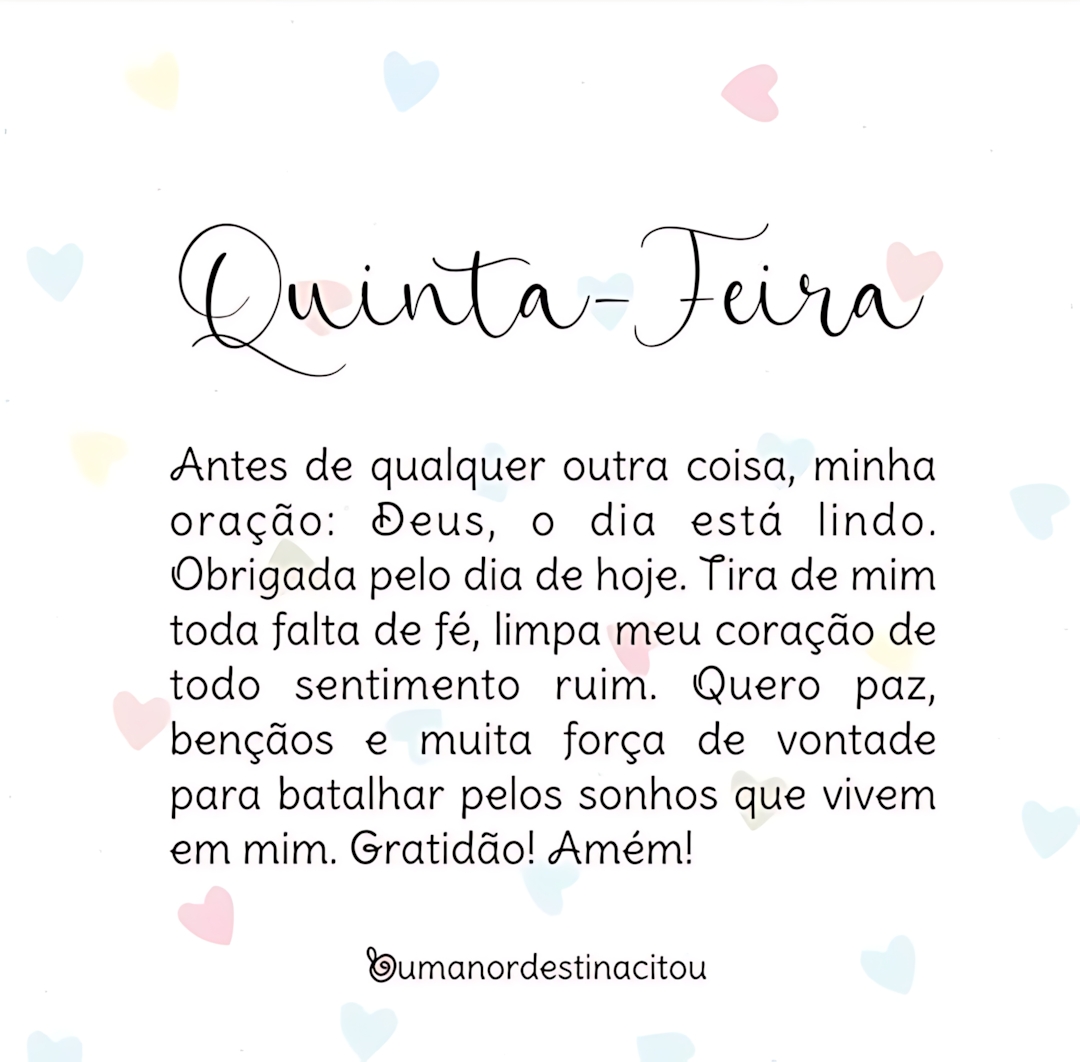 Quinta-Feira
Antes de qualquer outra coisa, minha
oração: Deus, o dia está lindo.
Obrigada pelo dia de hoje. Tira de mim
toda falta de fé, limpa meu coração de
todo sentimento ruim. Quero paz,
bençãos e muita força de vontade
para batalhar pelos sonhos que vivem
em mim. Gratidão! Amém!
@umanordestinacitou